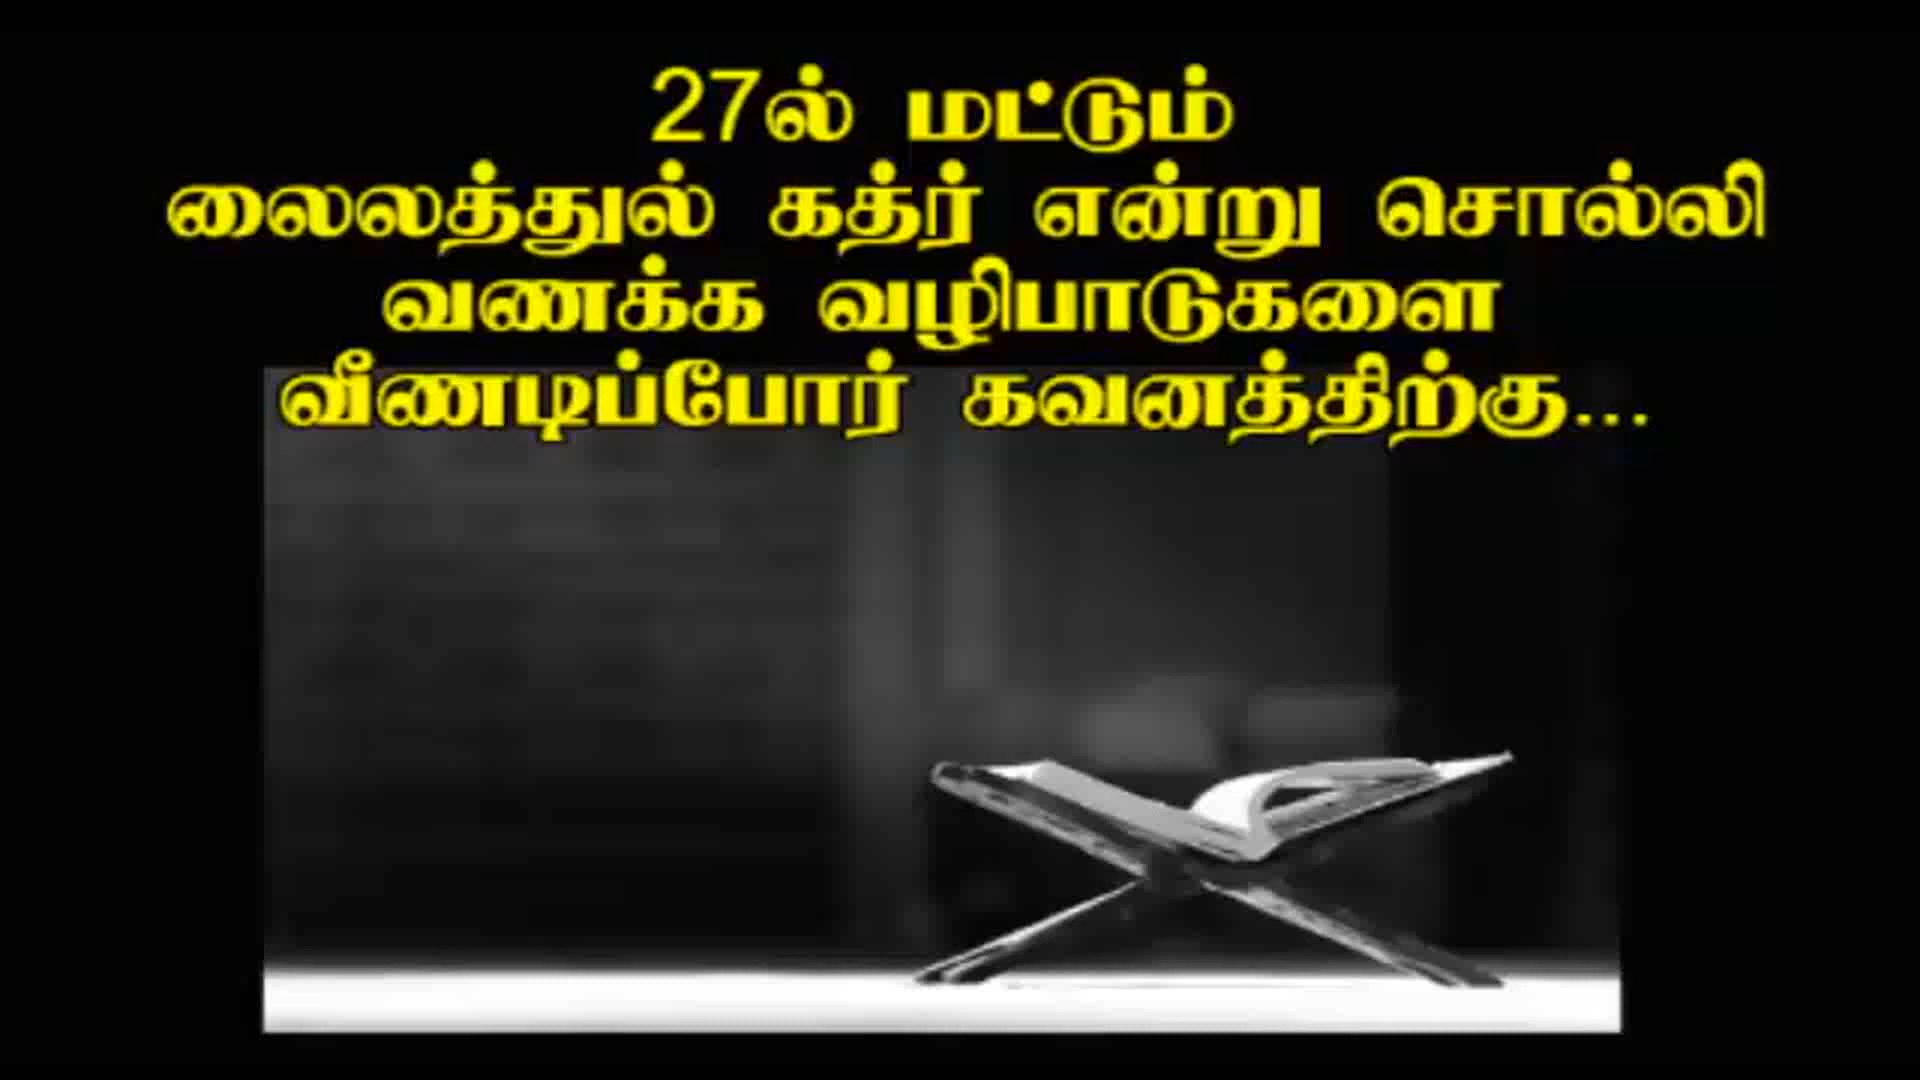 27ல் மட்டும்
லைலத்துல் கத்ர் என்று சொல்லி
வணக்க வழிபாடுகளை
வீணடிப்போர் கவனத்திற்கு...